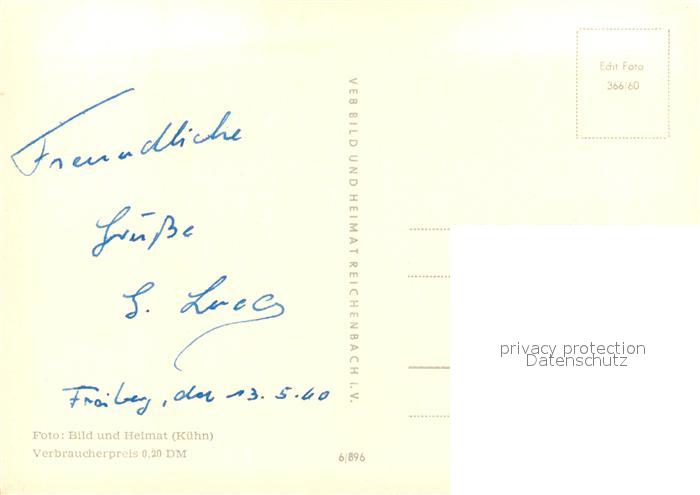 Echt Foto
366/60
Freundliche
Grüße
VEB BILD UND HEIMAT REICHENBACH I. V.
Freiberg, den 13. 5. 60
Foto: Bild und Heimat (Kühn)
Verbraucherpreis 0,20 DM
6/896
privacy protection
Datenschutz